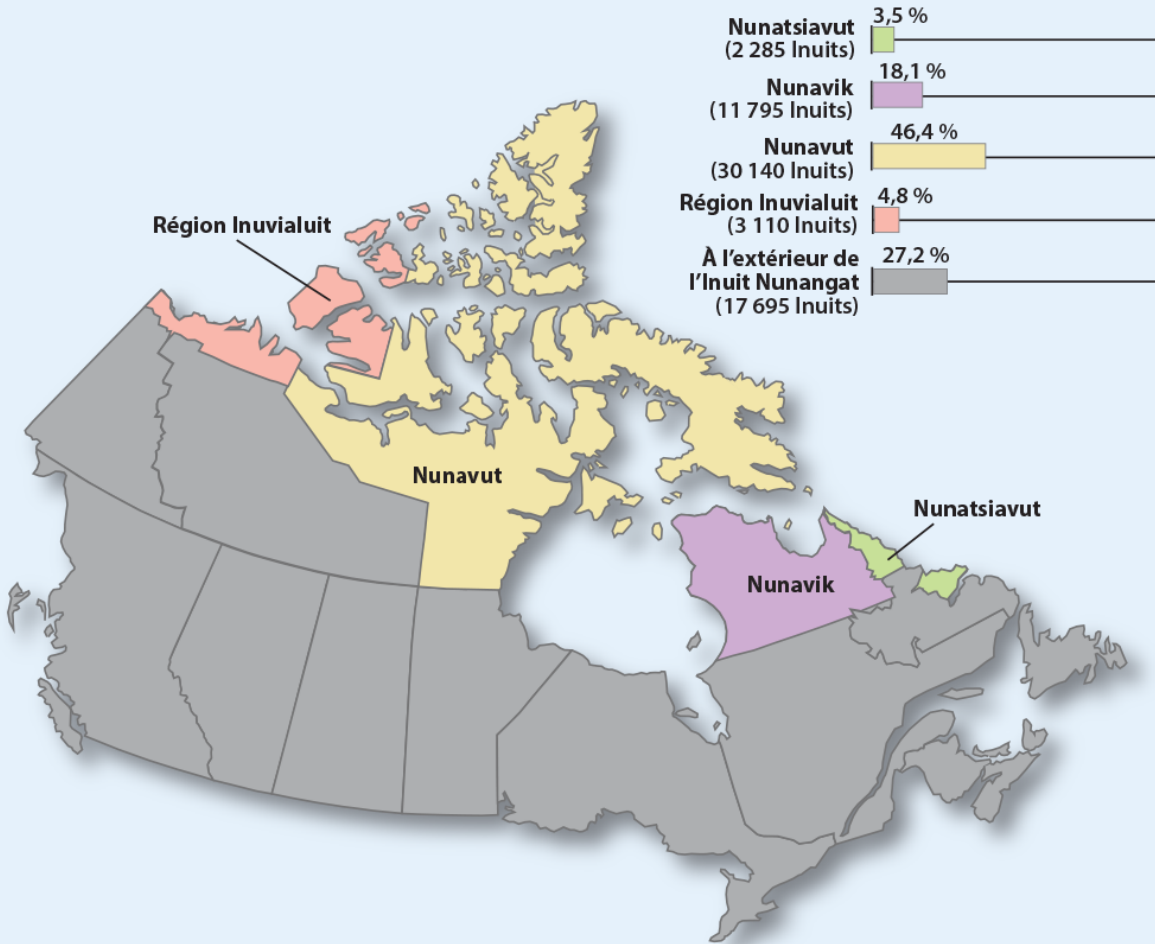 3,5 %
Nunatsiavut
(2 285 Inuits)
18,1 %
Nunavik
(11 795 Inuits)
46,4 %
Nunavut
(30 140 Inuits)
4,8 %
Région Inuvialuit
(3 110 Inuits)
27,2 %
À l’extérieur de
l’Inuit Nunangat
(17 695 Inuits)
Région Inuvialuit
Nunavut
Nunatsiavut
Nunavik